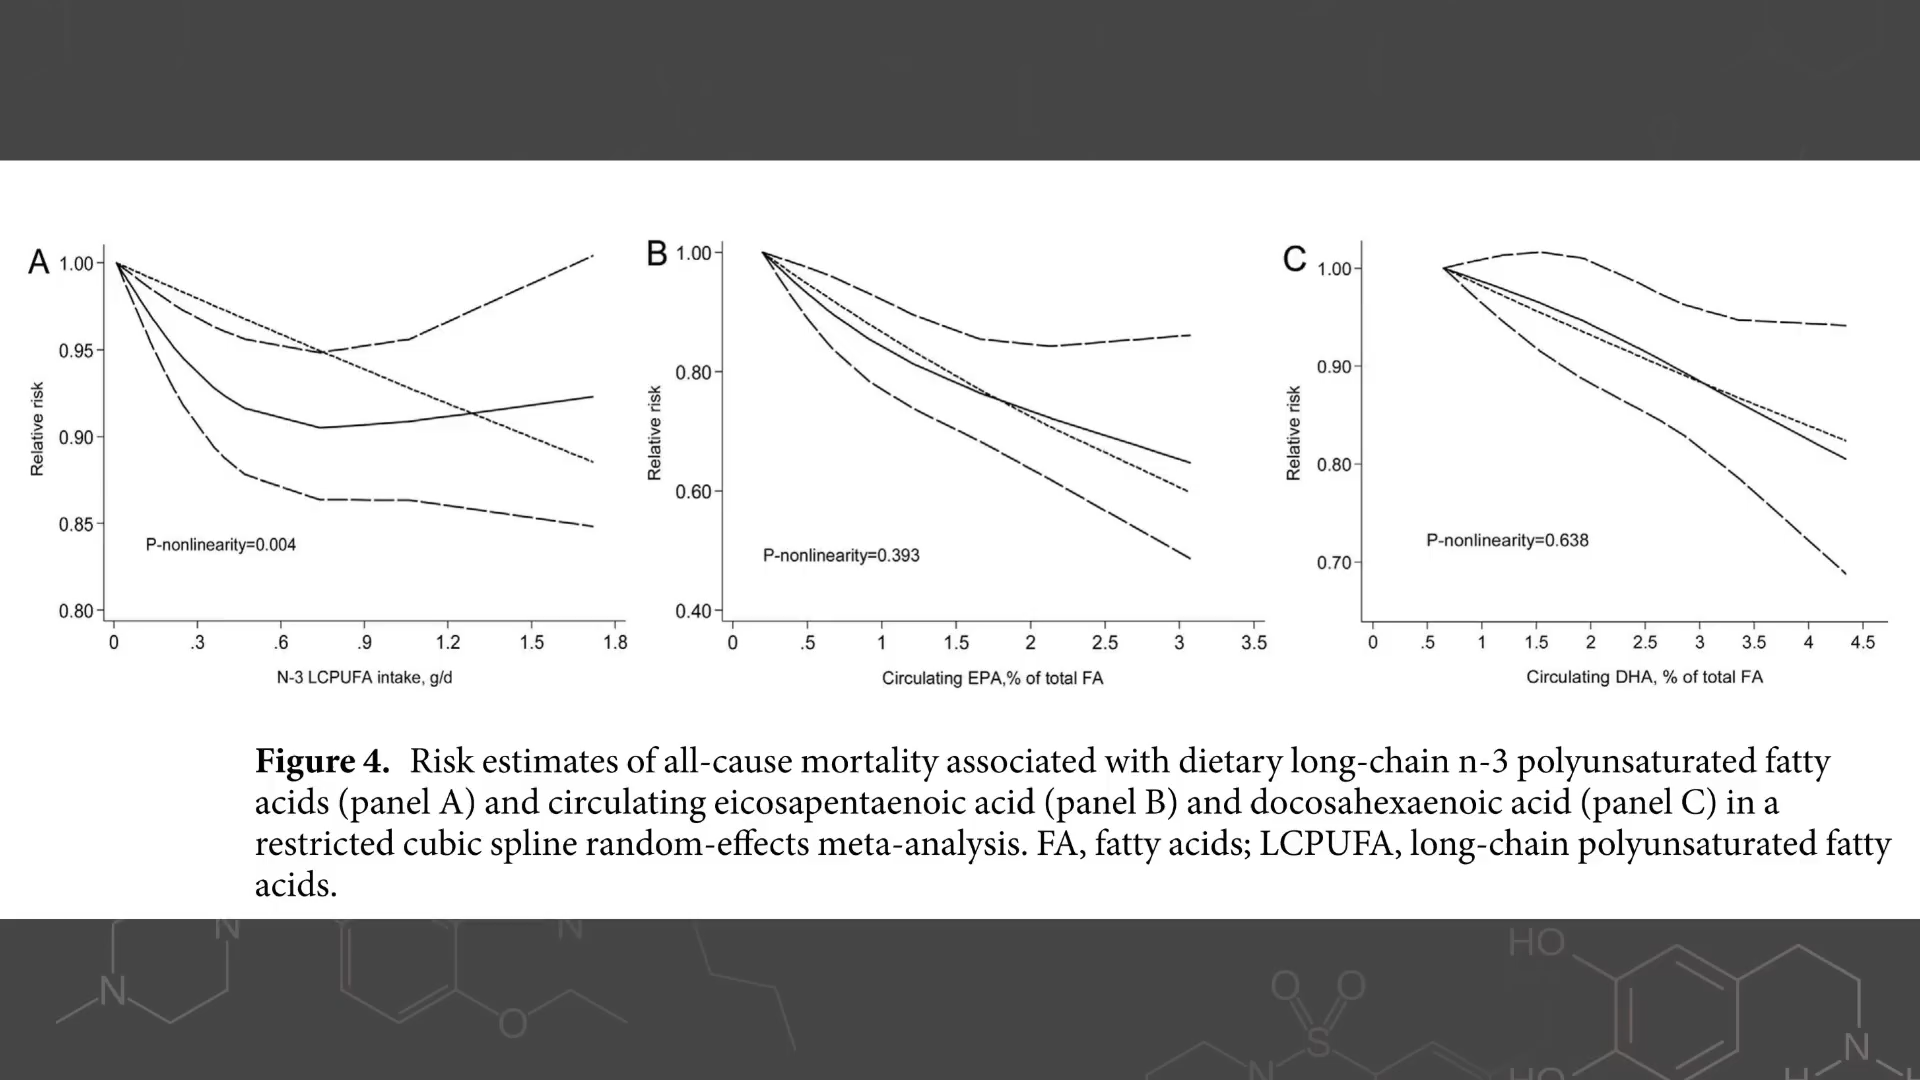 A
1.00
0.95
0.90
0.85
0.80
Relative risk
P-nonlinearity=0.004
0 .3 .6 .9 1.2 1.5 1.8
N-3 LCPUFA intake, g/d
B
1.00
0.80
0.60
0.40
Relative risk
P-nonlinearity=0.393
0 .5 1 1.5 2 2.5 3 3.5
Circulating EPA,% of total FA
C
1.00
0.90
0.80
0.70
Relative risk
P-nonlinearity=0.638
0 .5 1 1.5 2 2.5 3 3.5 4 4.5
Circulating DHA, % of total FA
Figure 4. Risk estimates of all-cause mortality associated with dietary long-chain n-3 polyunsaturated fatty
acids (panel A) and circulating eicosapentaenoic acid (panel B) and docosahexaenoic acid (panel C) in a
restricted cubic spline random-effects meta-analysis. FA, fatty acids; LCPUFA, long-chain polyunsaturated fatty
acids.
N
N
N
O
O O
S
N
HO
HO
N
H